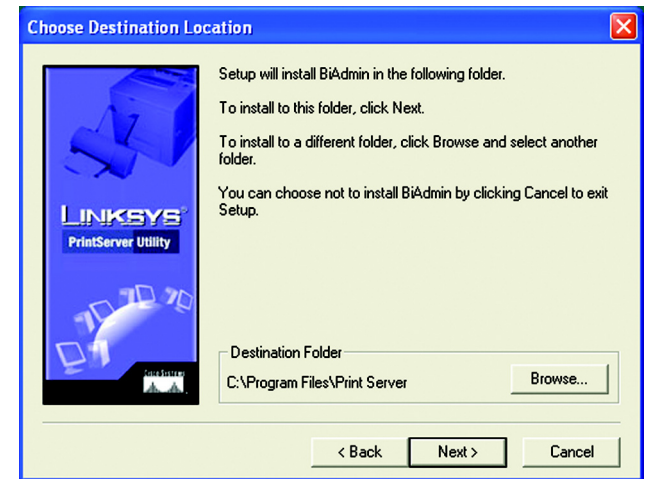 Choose Destination Location
Setup will install BiAdmin in the following folder.
To install to this folder, click Next.
To install to a different folder, click Browse and select another
folder.
You can choose not to install BiAdmin by clicking Cancel to exit
Setup.
LINKSYS®
PrintServer Utility
CISCO SYSTEMS
Destination Folder
C:\Program Files\Print Server
Browse...
< Back
Next >
Cancel